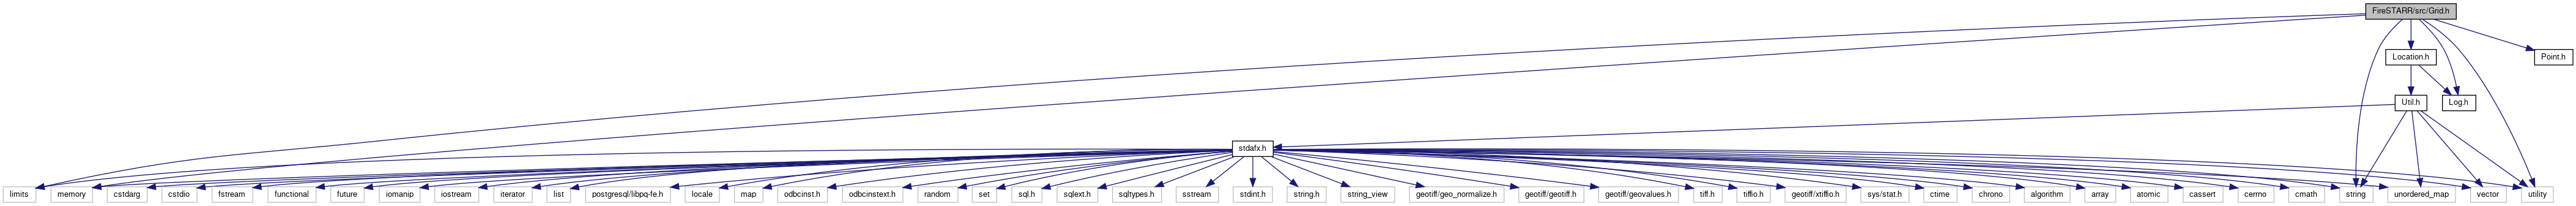 FireSTARR/src/Grid.h
Location.h
Point.h
Util.h
Log.h
stdafx.h
limits
memory
cstdarg
cstdio
fstream
functional
future
iomanip
iostream
iterator
list
postgresql/libpq-fe.h
locale
map
odbcinst.h
odbcinstext.h
random
set
sql.h
sqlext.h
sqltypes.h
sstream
stdint.h
string.h
string_view
geotiff/geo_normalize.h
geotiff/geotiff.h
geotiff/geovalues.h
tiff.h
tiffio.h
geotiff/xtiffio.h
sys/stat.h
ctime
chrono
algorithm
array
atomic
cassert
cerrno
cmath
string
unordered_map
vector
utility